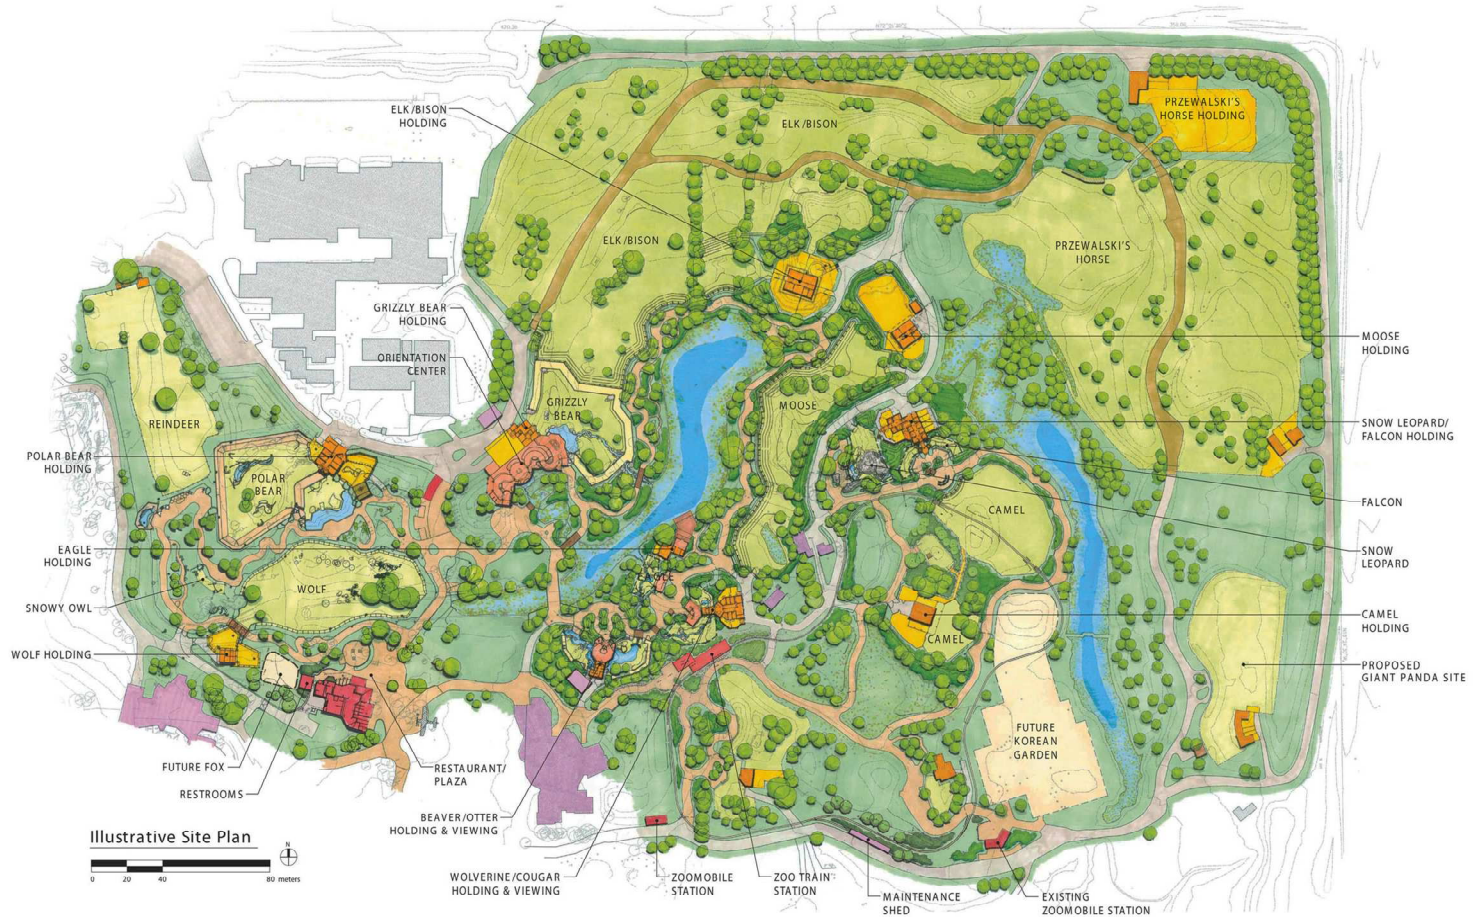 ELK/BISON
HOLDING
ELK/BISON
PRZEWALSKI'S
HORSE HOLDING
ELK/BISON
PRZEWALSKI'S
HORSE
GRIZZLY BEAR
HOLDING
ORIENTATION
CENTER
MOOSE
HOLDING
GRIZZLY
BEAR
MOOSE
REINDEER
SNOW LEOPARD/
FALCON HOLDING
POLAR BEAR
HOLDING
POLAR
BEAR
FALCON
CAMEL
EAGLE
HOLDING
SNOW
LEOPARD
EAGLE
WOLF
SNOWY OWL
CAMEL
HOLDING
CAMEL
WOLF HOLDING
PROPOSED
GIANT PANDA SITE
FUTURE
KOREAN
GARDEN
FUTURE FOX
RESTROOMS
RESTAURANT/
PLAZA
BEAVER/OTTER
HOLDING & VIEWING
WOLVERINE/COUGAR
HOLDING & VIEWING
ZOOMOBILE
STATION
ZOO TRAIN
STATION
MAINTENANCE
SHED
EXISTING
ZOOMOBILE STATION
Illustrative Site Plan
N
0 20 40 80 meters